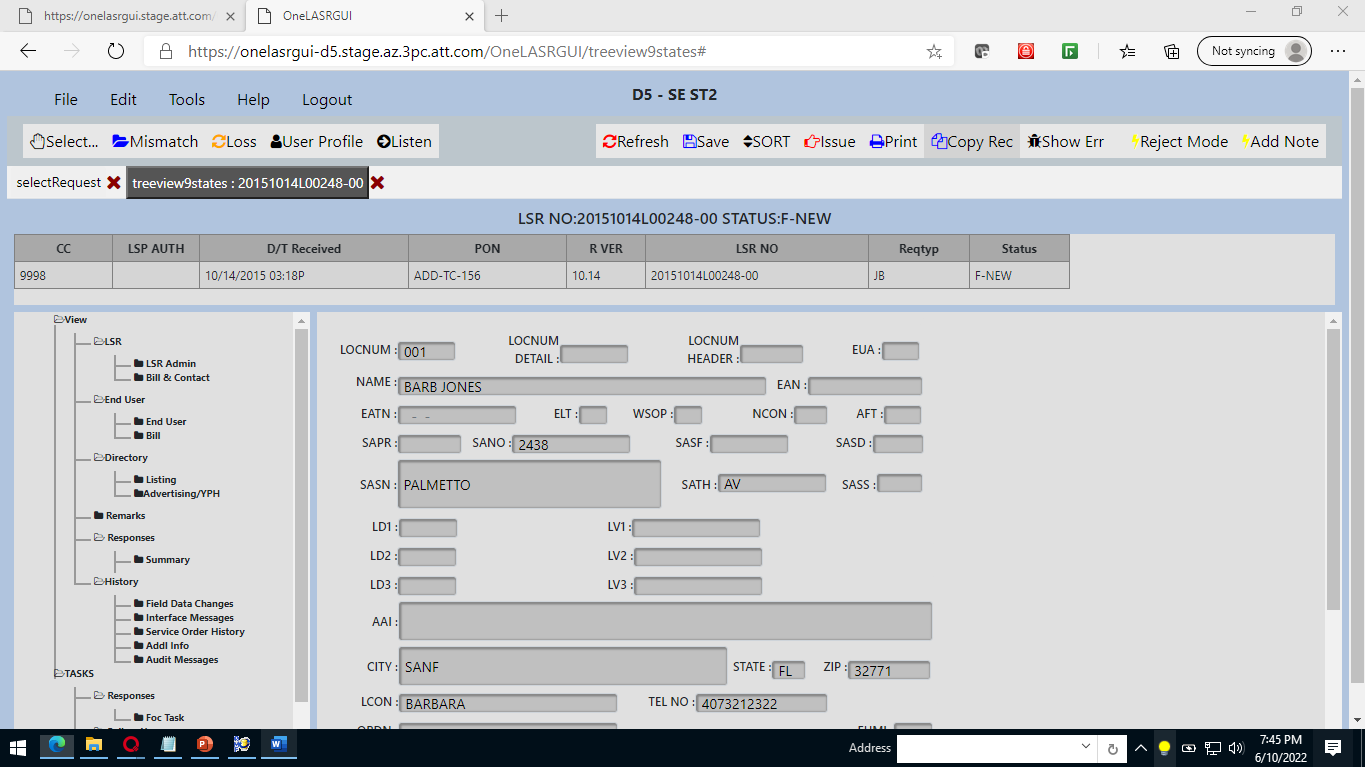 https://onelasrgui.stage.att.com/
OneLASRGUI
https://onelasrgui-d5.stage.az.3pc.att.com/OneLASRGUI/treeview9states#
Not syncing
File Edit Tools Help Logout
D5 - SE ST2
Select... Mismatch Loss User Profile Listen
Refresh Save SORT Issue Print Copy Rec Show Err Reject Mode Add Note
selectRequest treeview9states : 20151014L00248-00
LSR NO:20151014L00248-00 STATUS:F-NEW
CC LSP AUTH D/T Received PON R VER LSR NO Reqtyp Status
9998 10/14/2015 03:18P ADD-TC-156 10.14 20151014L00248-00 JB F-NEW
View
LSR
LSR Admin
Bill & Contact
End User
End User
Bill
Directory
Listing
Advertising/YPH
Remarks
Responses
Summary
History
Field Data Changes
Interface Messages
Service Order History
Addl Info
Audit Messages
TASKS
Responses
Foc Task
LOCNUM : 001 LOCNUM DETAIL : LOCNUM HEADER : EUA :
NAME : BARB JONES EAN :
EATN : - - ELT : WSOP : NCON : AFT :
SAPR : SANO : 2438 SASF : SASD :
SASN : PALMETTO SATH : AV SASS :
LD1 : LV1 :
LD2 : LV2 :
LD3 : LV3 :
AAI :
CITY : SANF STATE : FL ZIP : 32771
LCON : BARBARA TEL NO : 4073212322
Address
7:45 PM
6/10/2022